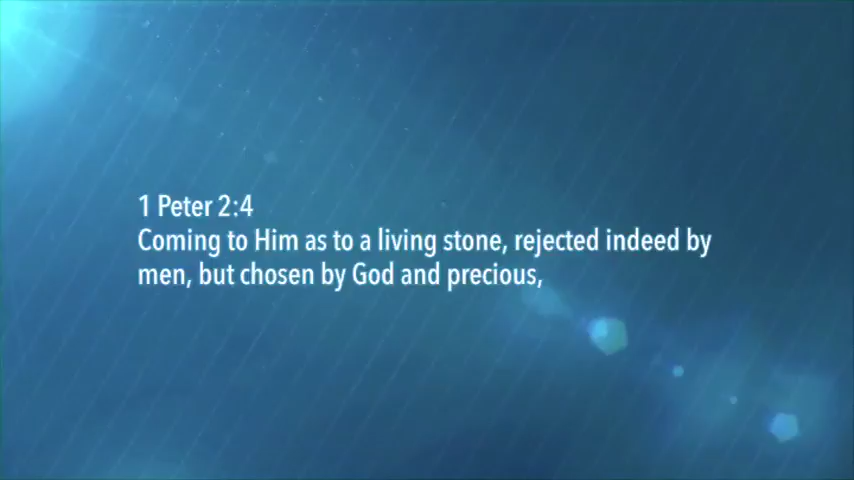 1 Peter 2:4
Coming to Him as to a living stone, rejected indeed by
men, but chosen by God and precious,